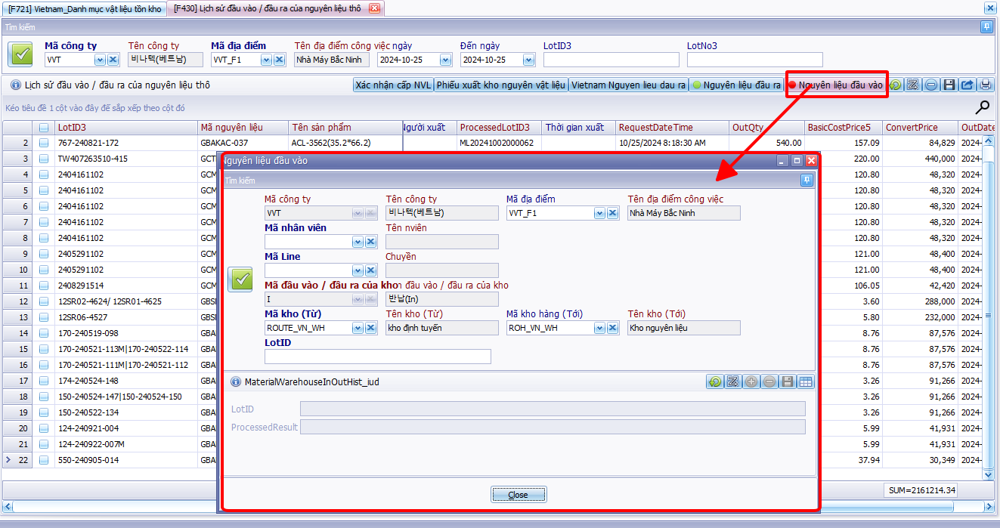 [F721] Vietnam_Danh mục vật liệu tồn kho [F430] Lịch sử đầu vào / đầu ra của nguyên liệu thô
Tìm kiếm
Mã công ty Tên công ty Mã địa điểm Tên địa điểm công việc ngày Đến ngày LotID3 LotNo3
VVT 비나텍(베트남) VVT_F1 Nhà Máy Bắc Ninh 2024-10-25 2024-10-25
Lịch sử đầu vào / đầu ra của nguyên liệu thô Xác nhận cấp NVL Phiếu xuất kho nguyên vật liệu Vietnam Nguyen lieu dau ra Nguyên liệu đầu ra Nguyên liệu đầu vào
Kéo tiêu đề 1 cột vào đây để sắp xếp theo cột đó
LotID3 Mã nguyên liệu Tên sản phẩm Người xuất ProcessedLotID3 Thời gian xuất RequestDateTime OutQty BasicCostPrice5 ConvertPrice OutDate
2 767-240821-172 GBAKAC-037 ACL-3562(35.2*66.2) ML20241002000062 10/25/2024 8:18:30 AM 540.00 157.09 84,829 2024-
3 TW407263510-415 GCT 220.00 440,000 2024-
4 2404161102 GCM 120.80 48,320 2024-
5 2404161102 GCM 120.80 48,320 2024-
6 2404161102 GCM 120.80 48,320 2024-
7 2404161102 GCM 120.80 48,320 2024-
8 2404161102 GCM 120.80 48,320 2024-
9 2405291102 GCM 121.00 48,400 2024-
10 2405291102 GCM 121.00 48,400 2024-
11 2408291514 GCM 106.05 42,420 2024-
12 12SR02-4624/ 12SR01-4625 GBS 3.60 288,000 2024-
13 12SR06-4527 GBS 5.80 232,000 2024-
14 170-240519-098 GBA 8.76 87,576 2024-
15 170-240521-113M|170-240522-114 GBA 8.76 87,576 2024-
16 170-240521-111M|170-240521-112 GBA 8.76 87,576 2024-
17 174-240524-148 GBA 3.26 91,266 2024-
18 150-240524-147|150-240524-150 GBA 3.26 91,266 2024-
19 150-240522-134 GBA 3.26 91,266 2024-
20 124-240921-004 GBA 5.99 41,931 2024-
21 124-240922-007M GBA 5.99 41,931 2024-
22 550-240905-014 GBA 37.94 30,349 2024-
SUM=2161214.34
Nguyên liệu đầu vào
Tìm kiếm
Mã công ty Tên công ty Mã địa điểm Tên địa điểm công việc
VVT 비나텍(베트남) VVT_F1 Nhà Máy Bắc Ninh
Mã nhân viên Tên nviên
Mã Line Chuyền
Mã đầu vào / đầu ra của kho đầu vào / đầu ra của kho
I 반납(In)
Mã kho (Từ) Tên kho (Từ) Mã kho hàng (Tới) Tên kho (Tới)
ROUTE_VN_WH kho định tuyến ROH_VN_WH Kho nguyên liệu
LotID
MaterialWarehouseInOutHist_iud
LotID
ProcessedResult
Close